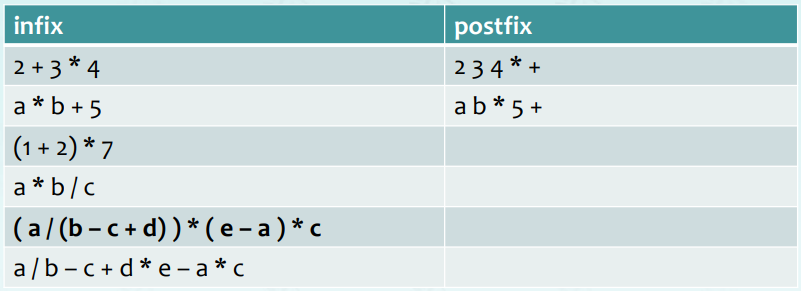 infix postfix
2 + 3 * 4 2 3 4 * +
a * b + 5 a b * 5 +
(1 + 2) * 7
a * b / c
( a / (b – c + d) ) * ( e – a ) * c
a / b – c + d * e – a * c